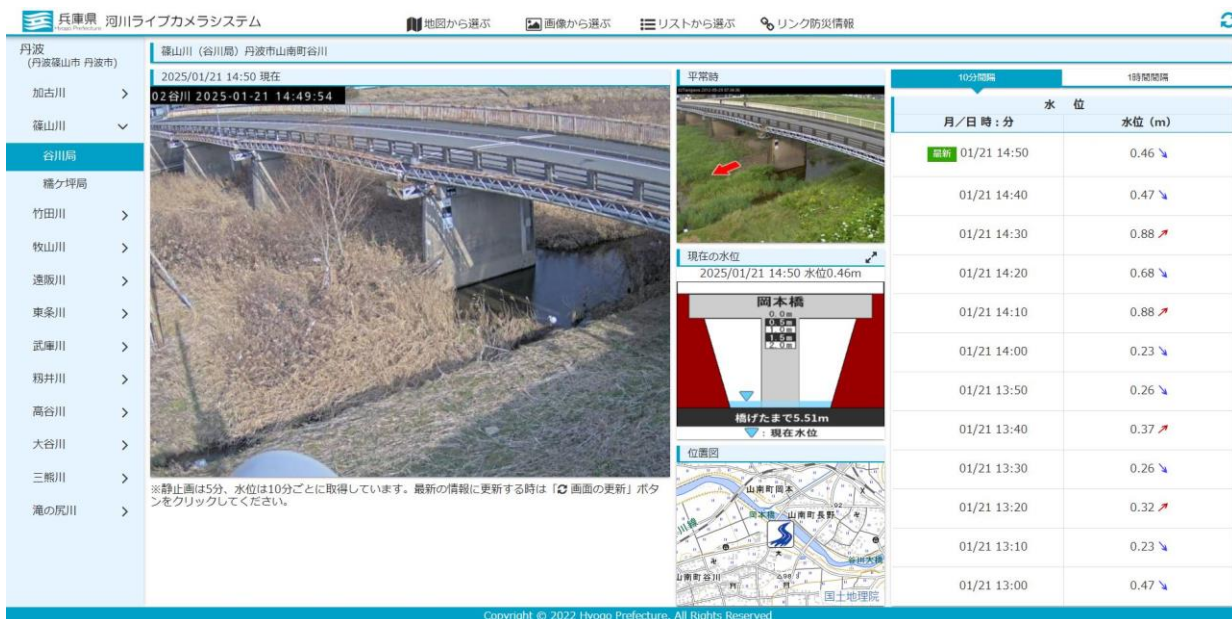 兵庫県 河川ライブカメラシステム
Hyogo Prefecture
地図から選ぶ
画像から選ぶ
リストから選ぶ
リンク防災情報
丹波
(丹波篠山市 丹波市)
加古川
篠山川
谷川局
糯ケ坪局
竹田川
牧山川
遠阪川
東条川
武庫川
籾井川
高谷川
大谷川
三熊川
滝の尻川
篠山川(谷川局)丹波市山南町谷川
2025/01/21 14:50 現在
02谷川 2025-01-21 14:49:54
※静止画は5分、水位は10分ごとに取得しています。最新の情報に更新する時は「 画面の更新」ボタ
ンをクリックしてください。
平常時
現在の水位
2025/01/21 14:50 水位0.46m
岡本橋
0.0m
0.5m
1.0m
1.5m
2.0m
橋げたまで5.51m
:現在水位
位置図
山南町岡本
岡本橋
山南町長野
川線
谷川大橋
山南町谷川
国土地理院
10分間隔
1時間間隔
水 位
月/日 時:分 水位(m)
最新 01/21 14:50 0.46 ↘
01/21 14:40 0.47 ↘
01/21 14:30 0.88 ↗
01/21 14:20 0.68 ↘
01/21 14:10 0.88 ↗
01/21 14:00 0.23 ↘
01/21 13:50 0.26 ↘
01/21 13:40 0.37 ↗
01/21 13:30 0.26 ↘
01/21 13:20 0.32 ↗
01/21 13:10 0.23 ↘
01/21 13:00 0.47 ↘
Copyright © 2022 Hyogo Prefecture. All Rights Reserved